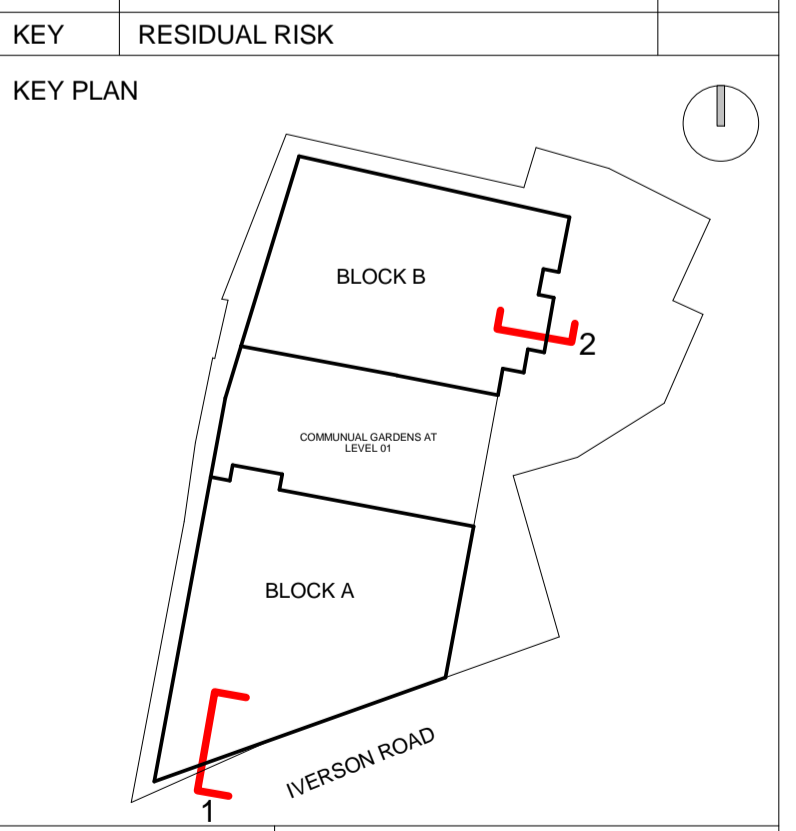 KEY RESIDUAL RISK
KEY PLAN
BLOCK B
2
COMMUNUAL GARDENS AT
LEVEL 01
BLOCK A
IVERSON ROAD
1